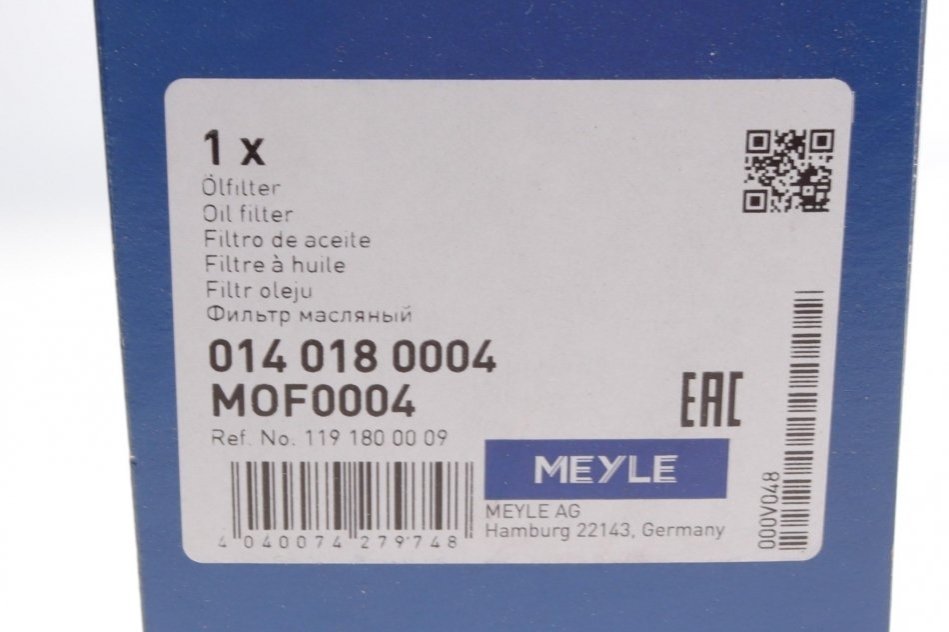 1 x
Ölfilter
Oil filter
Filtro de aceite
Filtre à huile
Filtr oleju
Фильтр масляный
014 018 0004
MOF0004
Ref. No. 119 180 00 09
EAC
MEYLE
MEYLE AG
Hamburg 22143, Germany
4 040074 279748
000V048